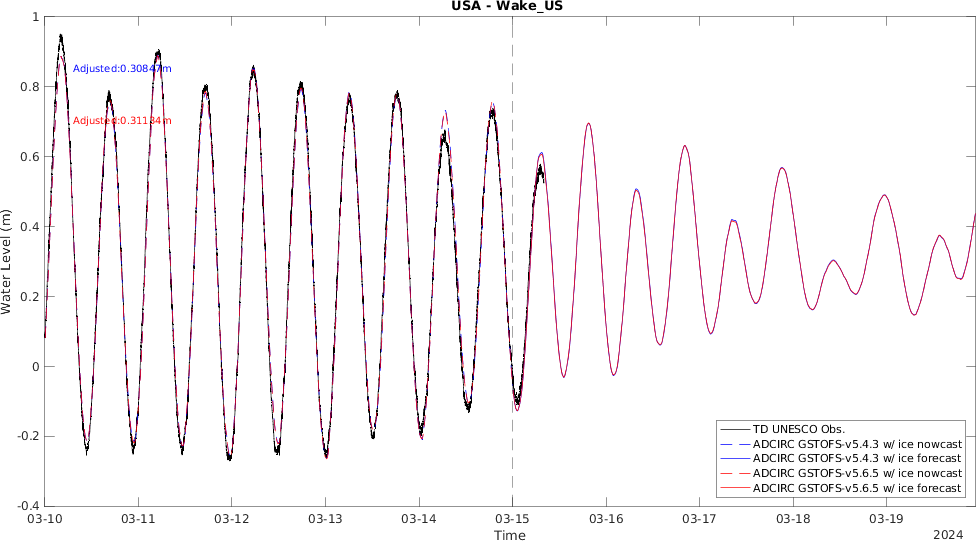 USA - Wake_US
1
0.8
0.6
0.4
0.2
0
-0.2
-0.4
Water Level (m)
Adjusted:0.30847m
Adjusted:0.31134m
TD UNESCO Obs.
ADCIRC GSTOFS-v5.4.3 w/ ice nowcast
ADCIRC GSTOFS-v5.4.3 w/ ice forecast
ADCIRC GSTOFS-v5.6.5 w/ ice nowcast
ADCIRC GSTOFS-v5.6.5 w/ ice forecast
03-10 03-11 03-12 03-13 03-14 03-15 03-16 03-17 03-18 03-19
Time
2024